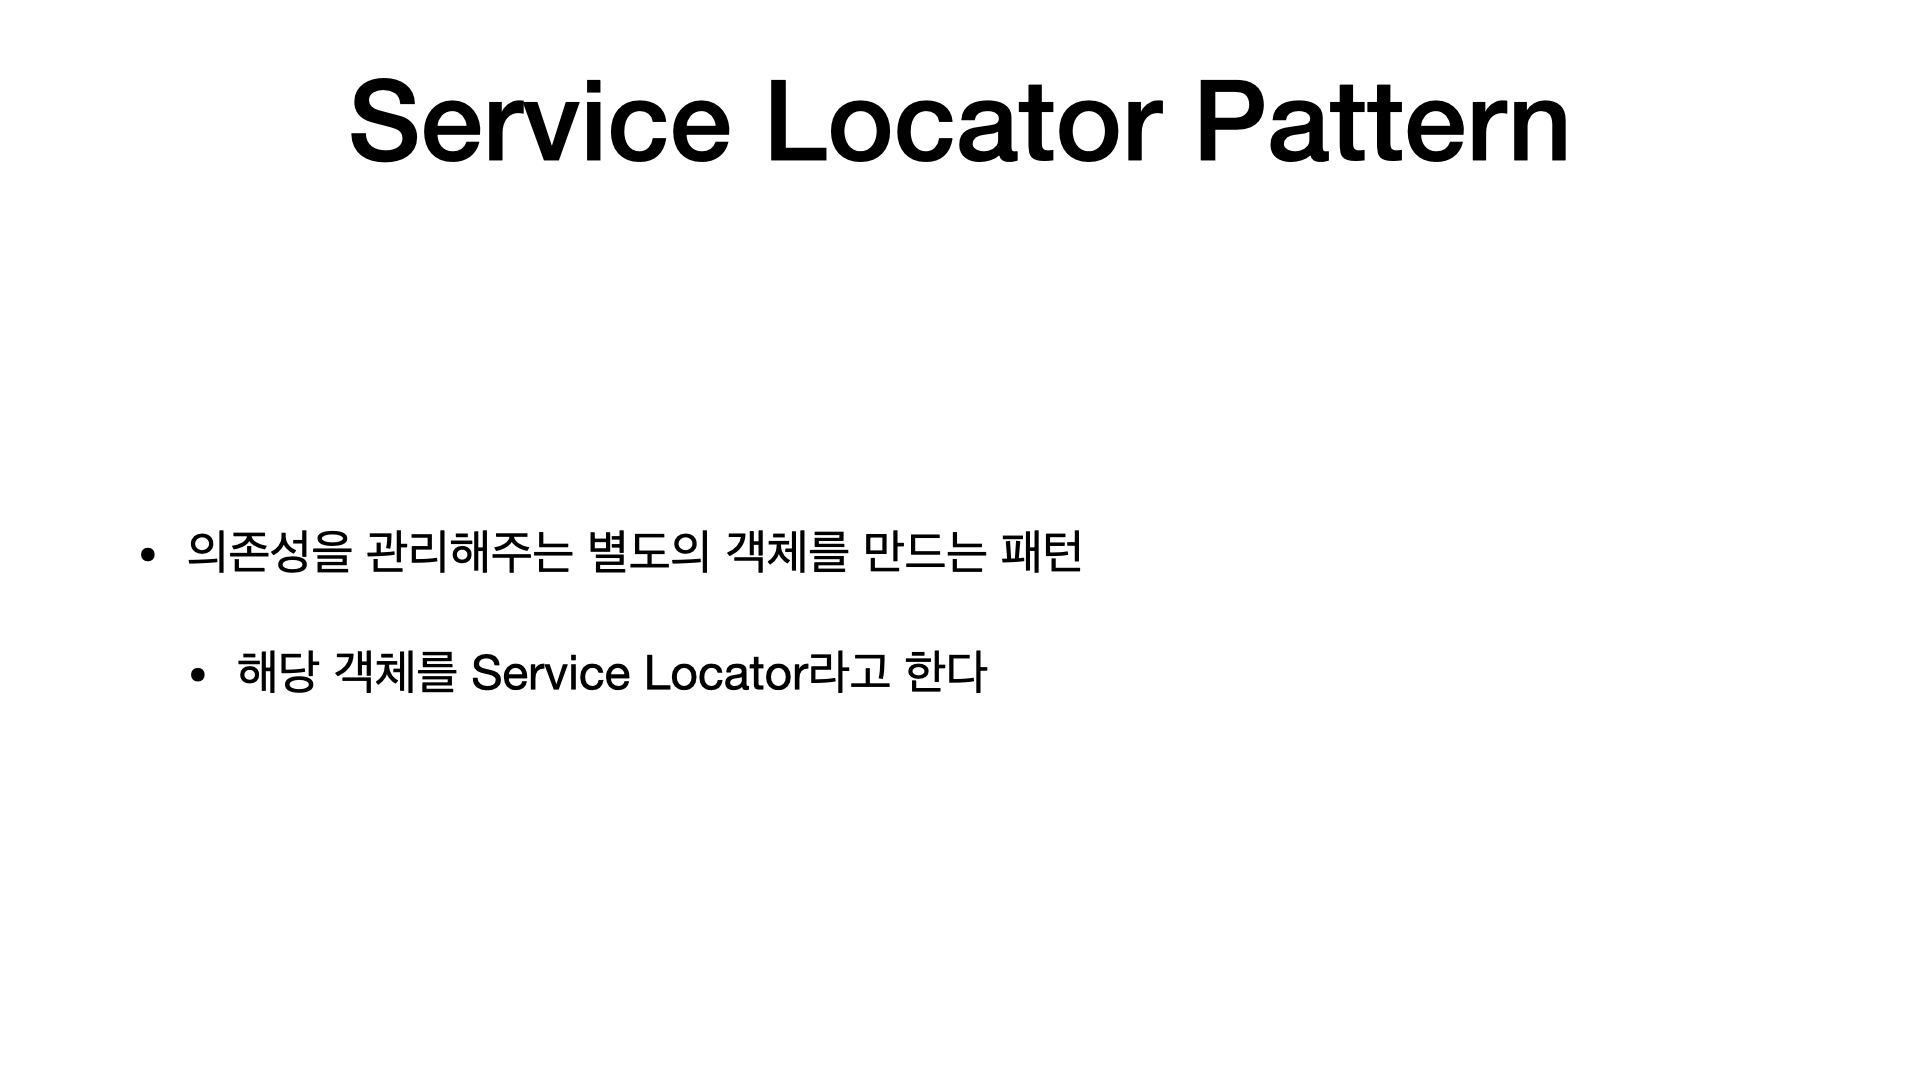 Service Locator Pattern
• 의존성을 관리해주는 별도의 객체를 만드는 패턴
• 해당 객체를 Service Locator라고 한다